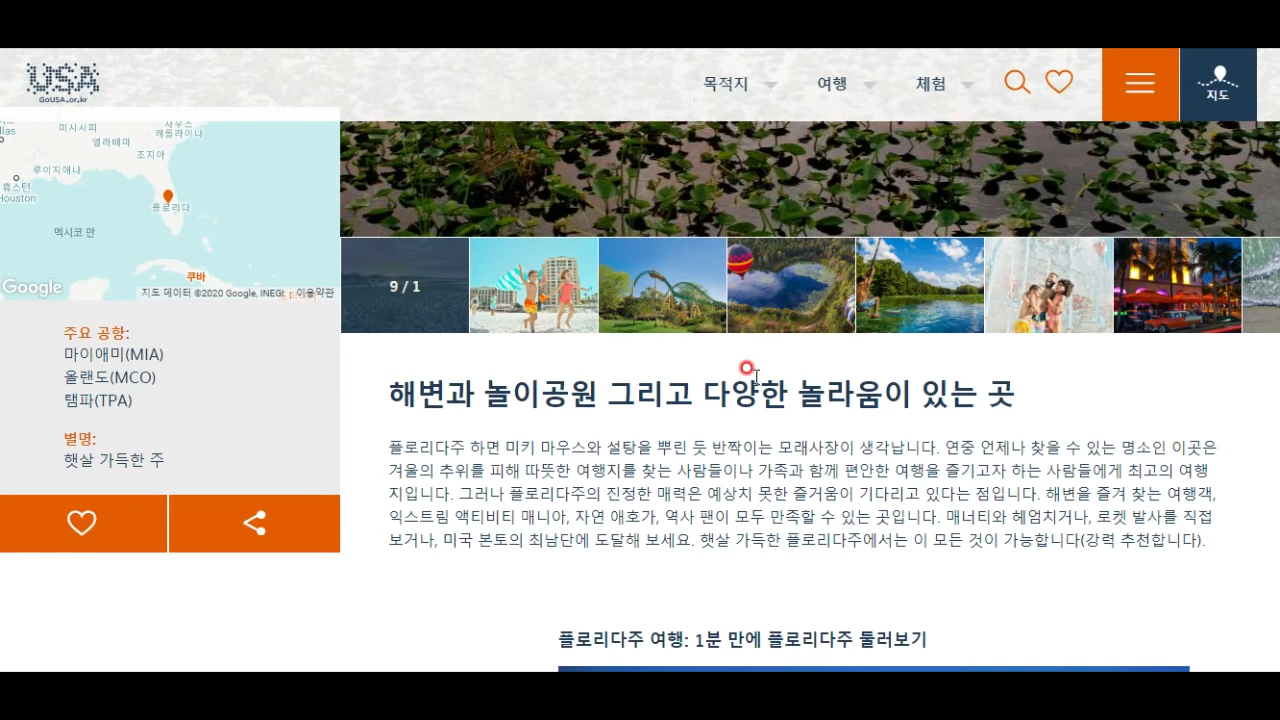 USA
GoUSA.or.kr
목적지
여행
체험
지도
미시시피
캐롤라이나
앨라배마
조지아
루이지애나
휴스턴
Houston
플로리다
멕시코 만
쿠바
Google
지도 데이터 ©2020 Google, INEGI
이용약관
9 / 1
주요 공항:
마이애미(MIA)
올랜도(MCO)
탬파(TPA)
별명:
햇살 가득한 주
해변과 놀이공원 그리고 다양한 놀라움이 있는 곳
플로리다주 하면 미키 마우스와 설탕을 뿌린 듯 반짝이는 모래사장이 생각납니다. 연중 언제나 찾을 수 있는 명소인 이곳은
겨울의 추위를 피해 따뜻한 여행지를 찾는 사람들이나 가족과 함께 편안한 여행을 즐기고자 하는 사람들에게 최고의 여행
지입니다. 그러나 플로리다주의 진정한 매력은 예상치 못한 즐거움이 기다리고 있다는 점입니다. 해변을 즐겨 찾는 여행객,
익스트림 액티비티 매니아, 자연 애호가, 역사 팬이 모두 만족할 수 있는 곳입니다. 매너티와 헤엄치거나, 로켓 발사를 직접
보거나, 미국 본토의 최남단에 도달해 보세요. 햇살 가득한 플로리다주에서는 이 모든 것이 가능합니다(강력 추천합니다).
플로리다주 여행: 1분 만에 플로리다주 둘러보기